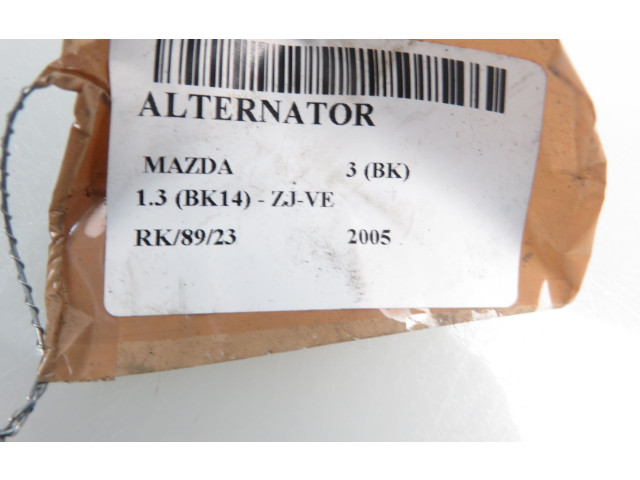 ALTERNATOR
MAZDA 3 (BK)
1.3 (BK14) - ZJ-VE
RK/89/23 2005